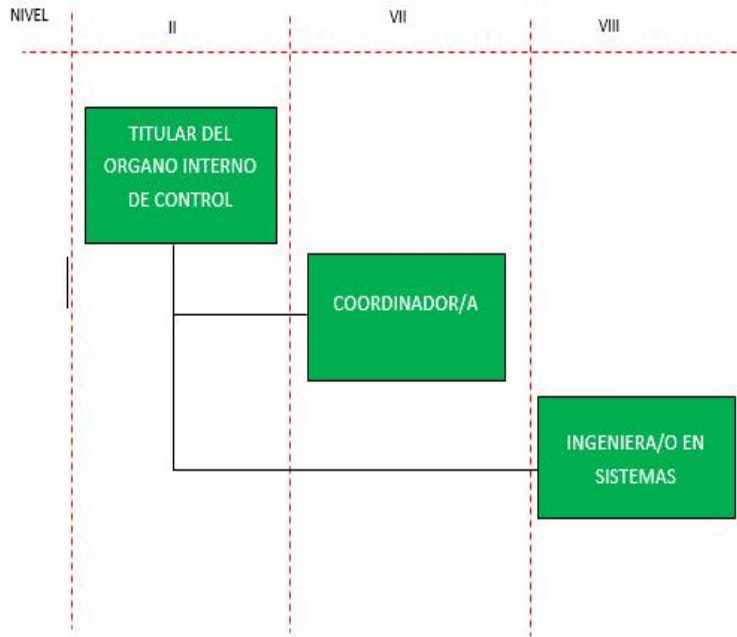 NIVEL
II
VII
VIII
TITULAR DEL
ORGANO INTERNO
DE CONTROL
COORDINADOR/A
INGENIERA/O EN
SISTEMAS